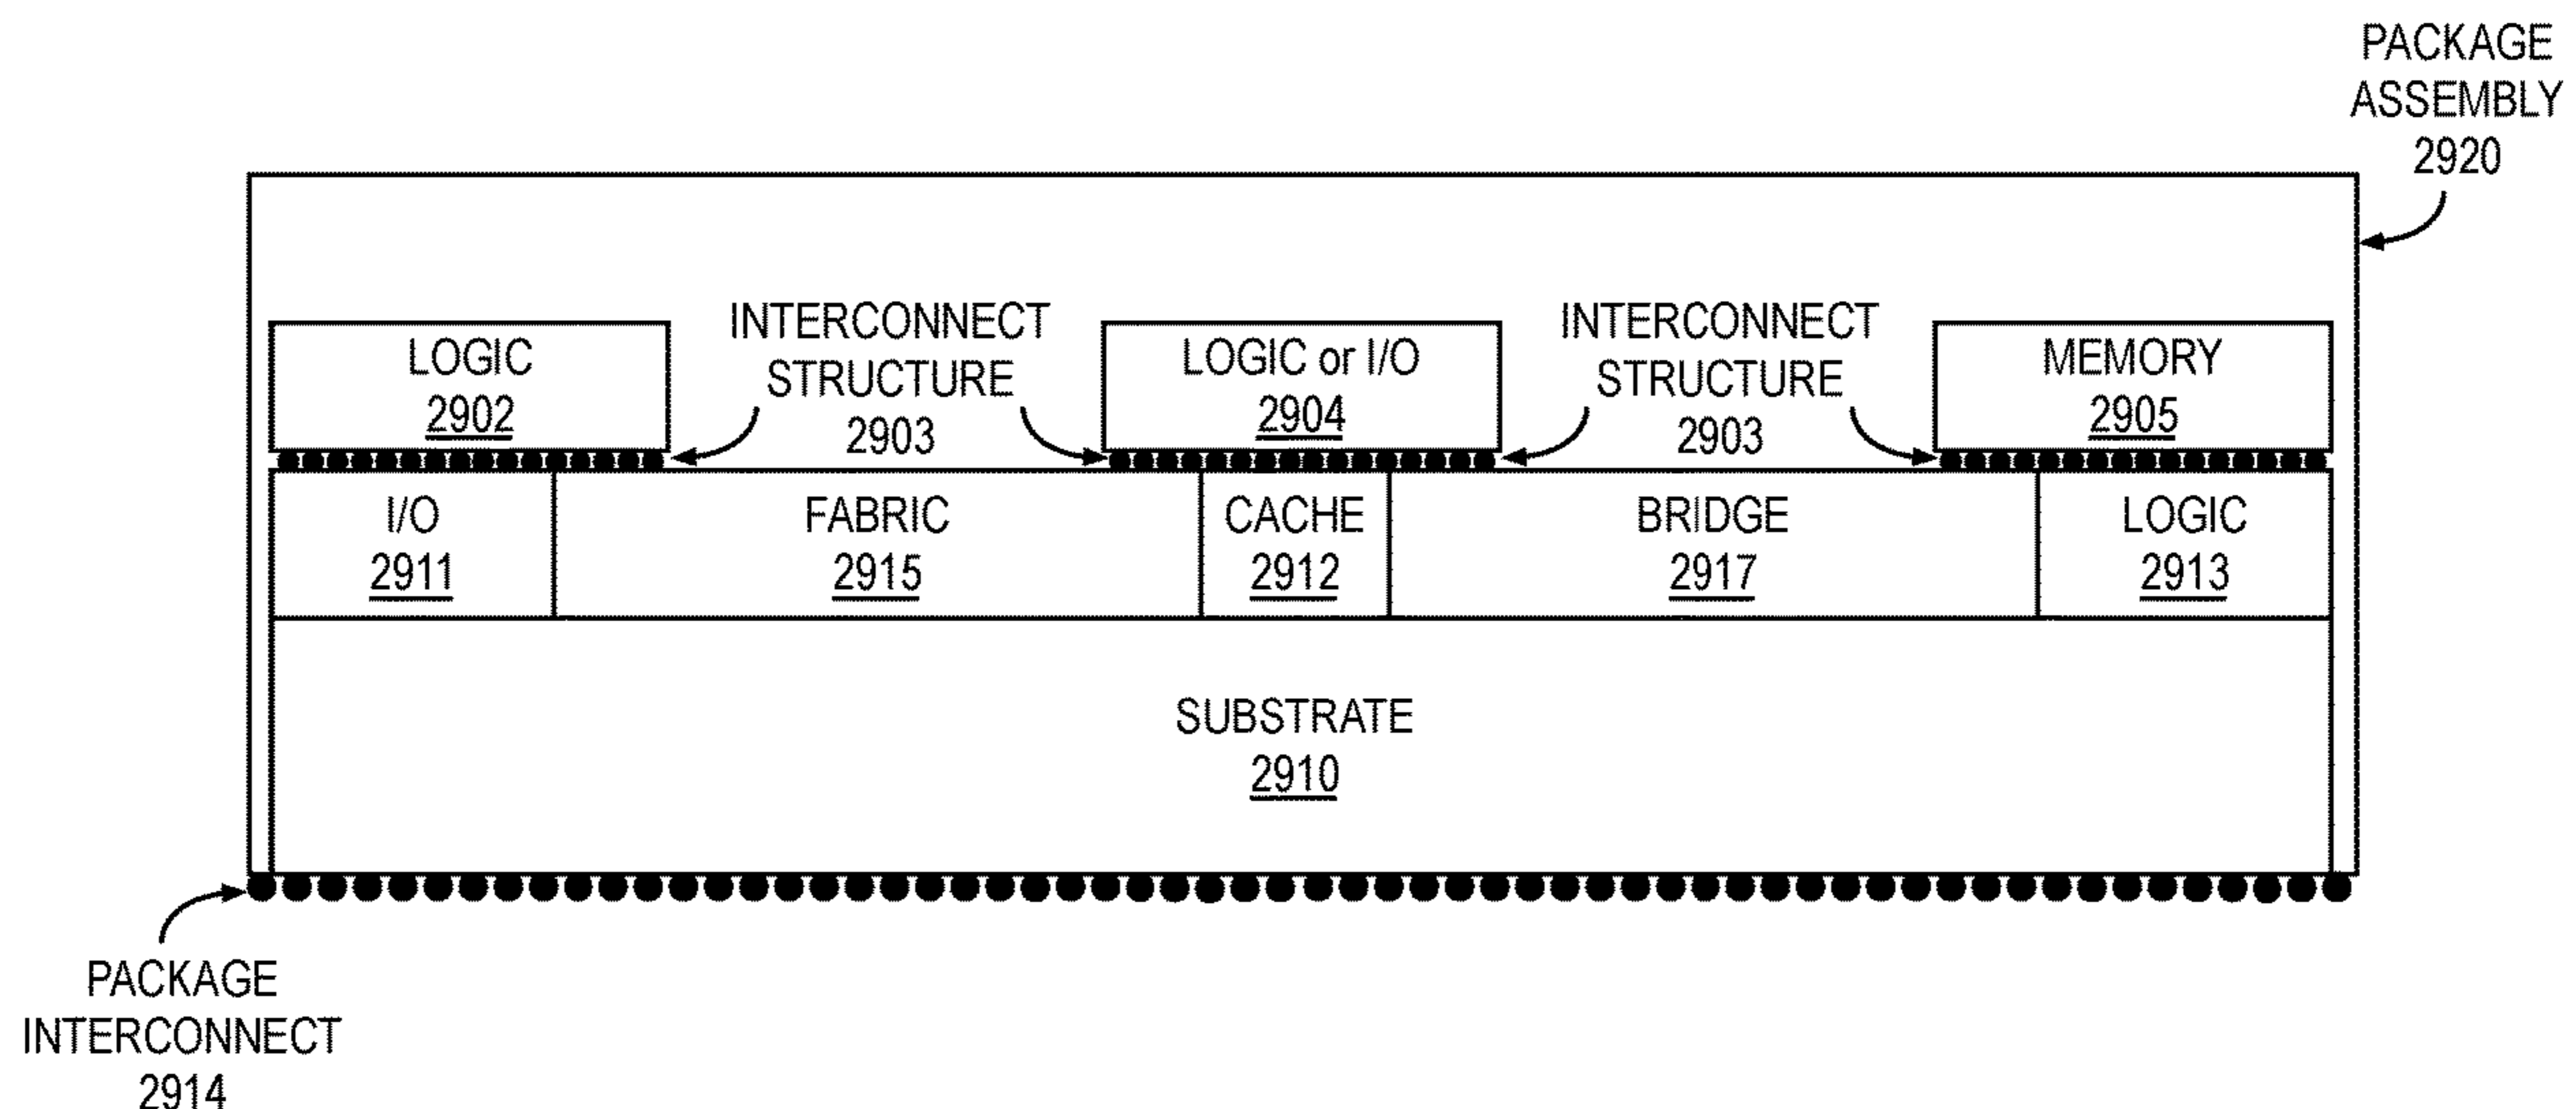 PACKAGE
ASSEMBLY
2920
LOGIC
2902
INTERCONNECT
STRUCTURE
2903
LOGIC or I/O
2904
INTERCONNECT
STRUCTURE
2903
MEMORY
2905
I/O
2911
FABRIC
2915
CACHE
2912
BRIDGE
2917
LOGIC
2913
SUBSTRATE
2910
PACKAGE
INTERCONNECT
2914